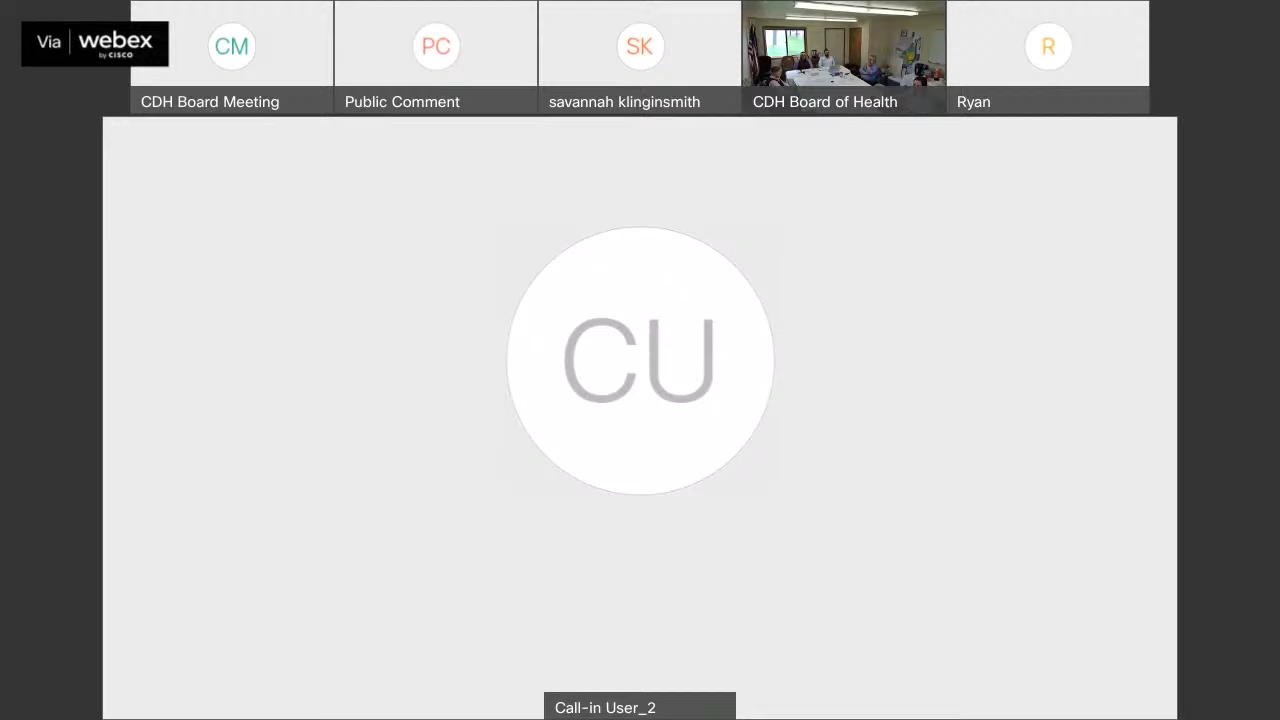 Via webex
by CISCO
CM
PC
SK
R
CDH Board Meeting
Public Comment
savannah klinginsmith
CDH Board of Health
Ryan
CU
Call-in User_2